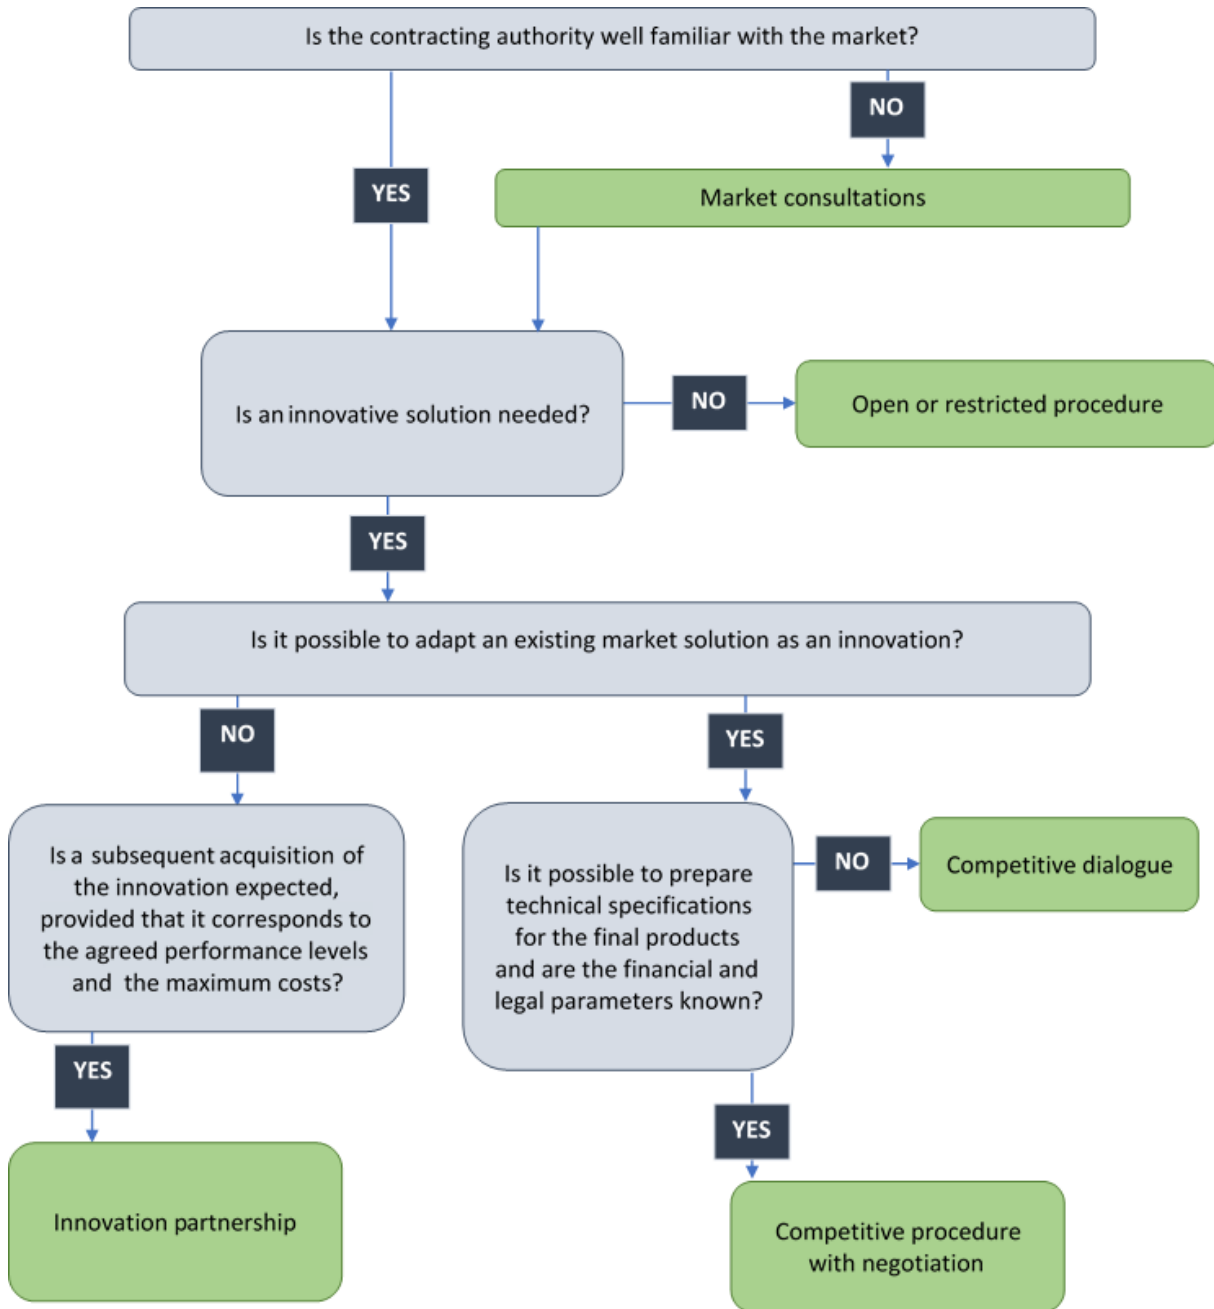 Is the contracting authority well familiar with the market?
NO
YES
Market consultations
Is an innovative solution needed?
NO
Open or restricted procedure
YES
Is it possible to adapt an existing market solution as an innovation?
NO
YES
Is a subsequent acquisition of
the innovation expected,
provided that it corresponds to
the agreed performance levels
and the maximum costs?
Is it possible to prepare
technical specifications
for the final products
and are the financial and
legal parameters known?
NO
Competitive dialogue
YES
YES
Innovation partnership
Competitive procedure
with negotiation